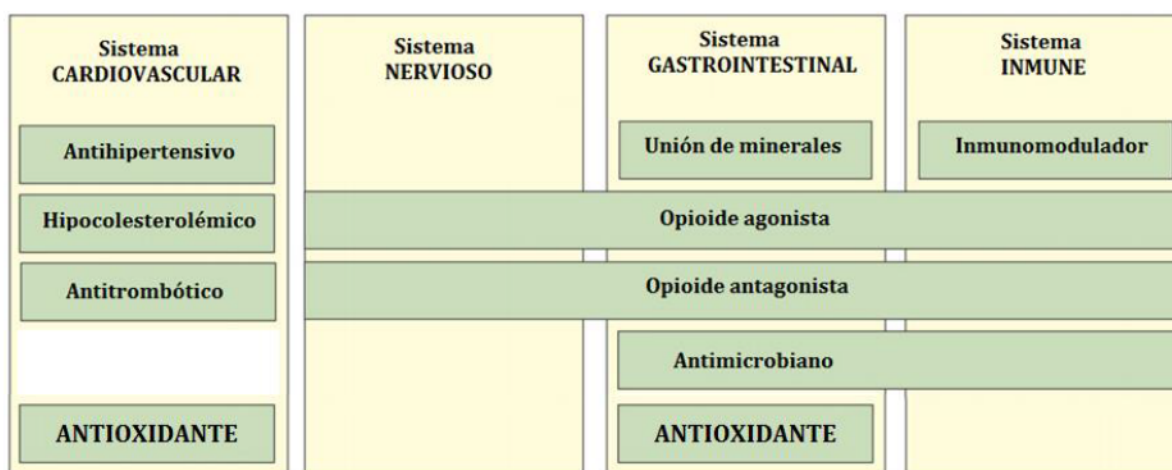 Sistema
CARDIOVASCULAR
Antihipertensivo
Hipocolesterolémico
Antitrombótico
ANTIOXIDANTE
Sistema
NERVIOSO
Sistema
GASTROINTESTINAL
Unión de minerales
Sistema
INMUNE
Inmunomodulador
Opioide agonista
Opioide antagonista
Antimicrobiano
ANTIOXIDANTE